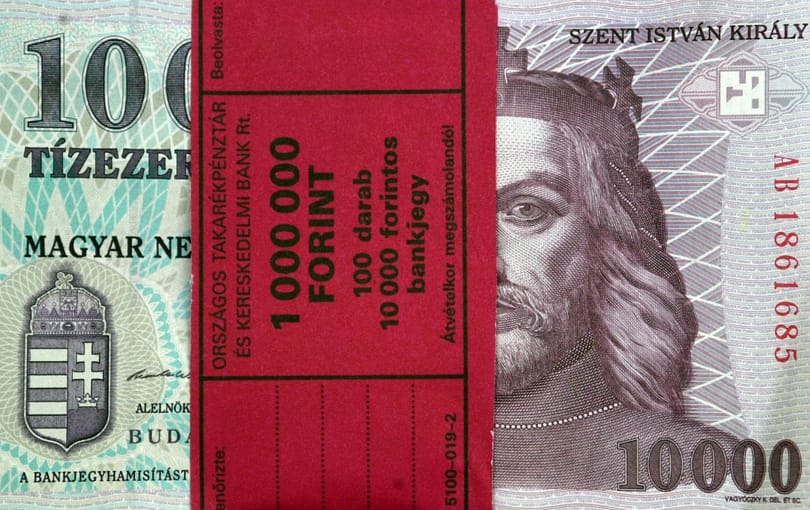 100
TÍZEZER
MAGYAR NE
ALELNÖK
BUDA
A BANKJEGYHAMISÍTÁST
Beolvasta:
ORSZÁGOS TAKARÉKPÉNZTÁR
ÉS KERESKEDELMI BANK Rt.
1 000 000
FORINT
100 darab
10 000 forintos
bankjegy
Átvételkor megszámolandó!
enőrizte:
5100-019-2
SZENT ISTVÁN KIRÁLY
AB 1861685
10000
VAGYÓCZKY K. DEL. ET SC.